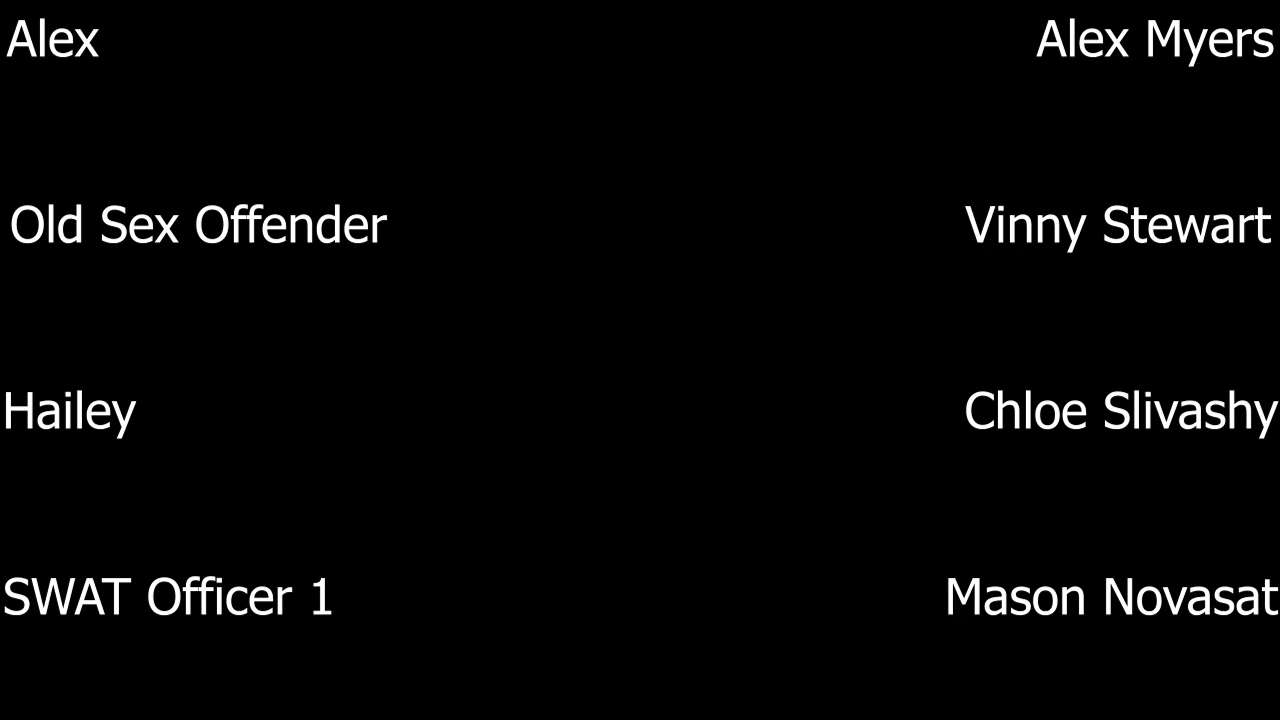 Alex Alex Myers
Old Sex Offender Vinny Stewart
Hailey Chloe Slivashy
SWAT Officer 1 Mason Novasat